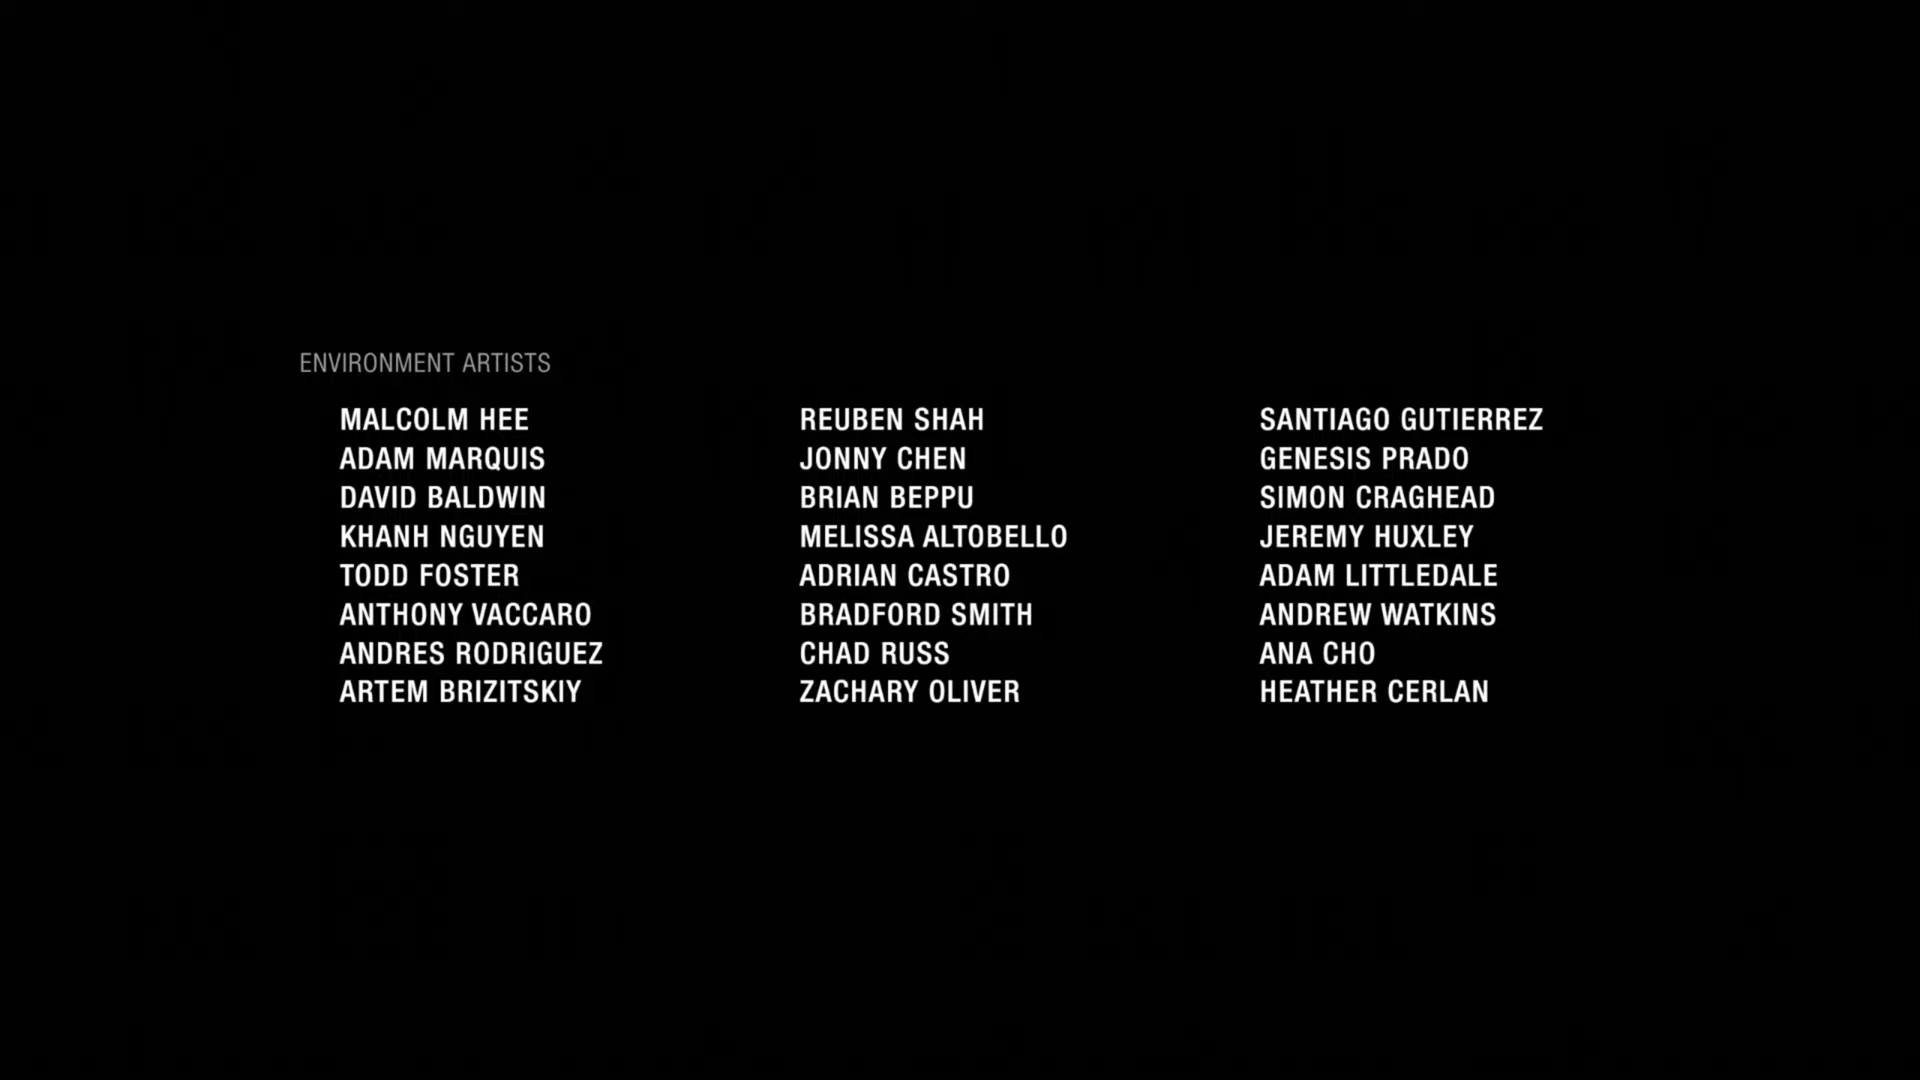 ENVIRONMENT ARTISTS
MALCOLM HEE
ADAM MARQUIS
DAVID BALDWIN
KHANH NGUYEN
TODD FOSTER
ANTHONY VACCARO
ANDRES RODRIGUEZ
ARTEM BRIZITSKIY
REUBEN SHAH
JONNY CHEN
BRIAN BEPPU
MELISSA ALTOBELLO
ADRIAN CASTRO
BRADFORD SMITH
CHAD RUSS
ZACHARY OLIVER
SANTIAGO GUTIERREZ
GENESIS PRADO
SIMON CRAGHEAD
JEREMY HUXLEY
ADAM LITTLEDALE
ANDREW WATKINS
ANA CHO
HEATHER CERLAN